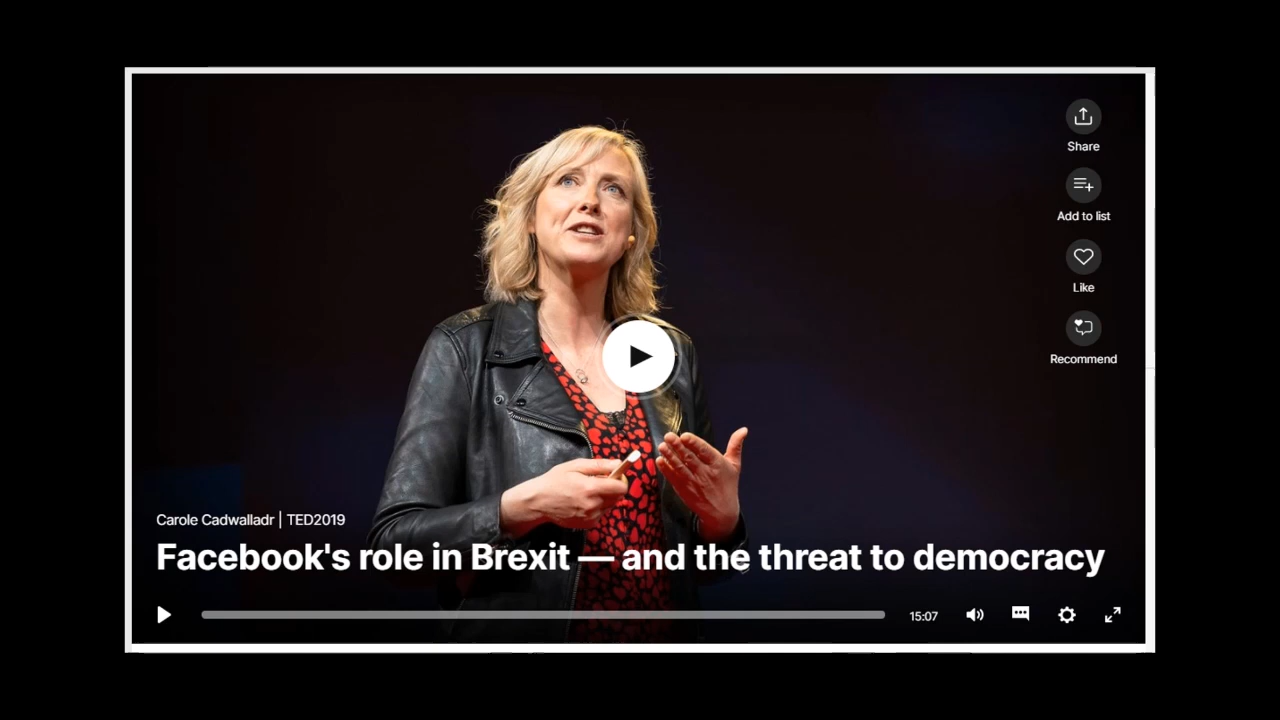 Share
Add to list
Like
Recommend
Carole Cadwalladr | TED2019
Facebook's role in Brexit — and the threat to democracy
15:07